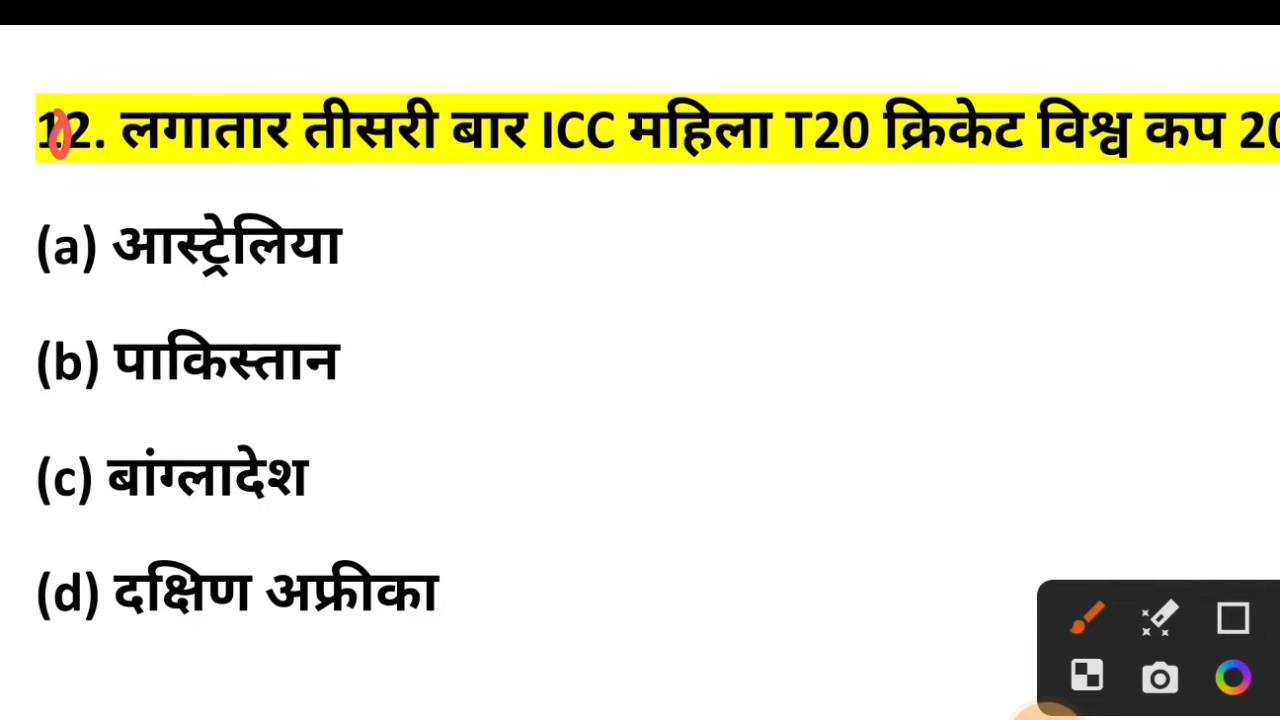 12. लगातार तीसरी बार ICC महिला T20 क्रिकेट विश्व कप 20
(a) आस्ट्रेलिया
(b) पाकिस्तान
(c) बांग्लादेश
(d) दक्षिण अफ्रीका